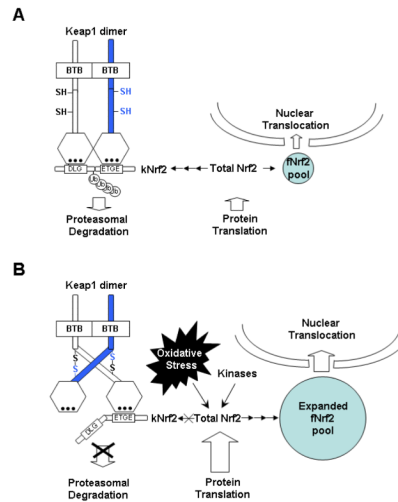 A
Keap1 dimer
BTB BTB
SH SH
SH SH
Nuclear
Translocation
DLG ETGE kNrf2 Total Nrf2 fNrf2
pool
Ub Ub Ub Ub
Proteasomal
Degradation
Protein
Translation
B
Keap1 dimer
BTB BTB
S S
S S
Oxidative
Stress
Kinases
Nuclear
Translocation
DLG ETGE kNrf2 Total Nrf2
Expanded
fNrf2
pool
Proteasomal
Degradation
Protein
Translation